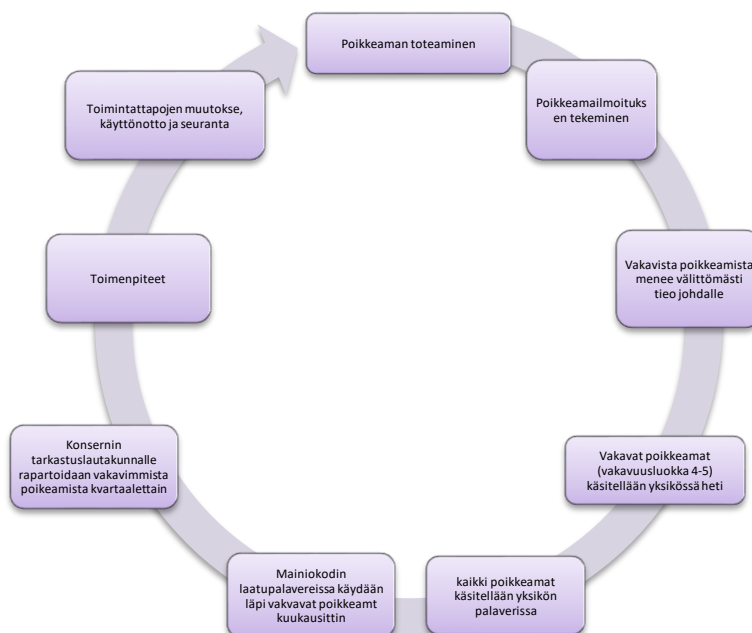 Poikkeaman toteaminen
Poikkeamailmoituks
en tekeminen
Vakavista poikkeamista
menee välittömästi
tieo johdalle
Vakavat poikkeamat
(vakavuusluokka 4-5)
käsitellään yksikössä heti
kaikki poikkeamat
käsitellään yksikön
palaverissa
Mainiokodin
laatupalavereissa käydään
läpi vakvavat poikkeamt
kuukausittin
Konsernin
tarkastuslautakunnalle
rapartoidaan vakavimmista
poikeamista kvartaalettain
Toimenpiteet
Toimintattapojen muutokse,
käyttönotto ja seuranta